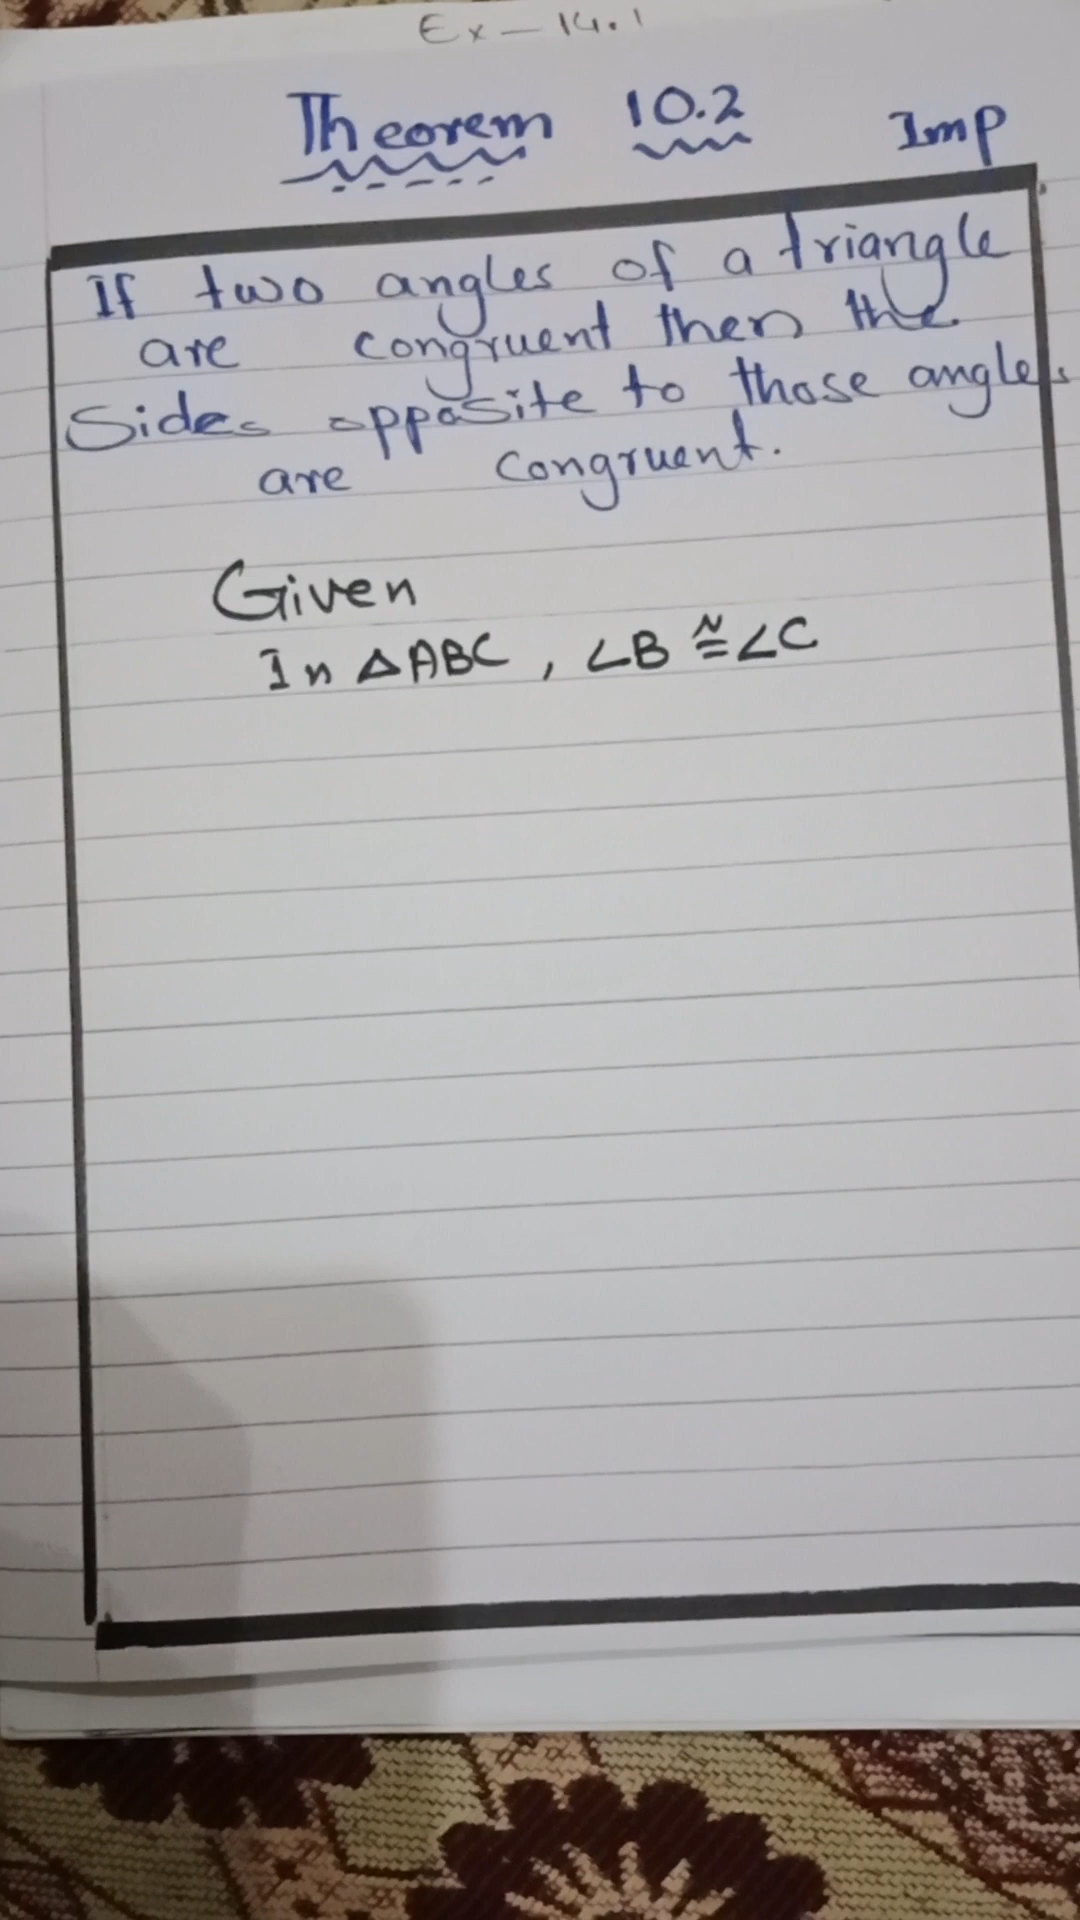 Ex - 14.1
Theorem 10.2 Imp
If two angles of a triangle
are congruent then the
Sides opposite to those angles
are congruent.
Given
In △ABC, ∠B ≅ ∠C